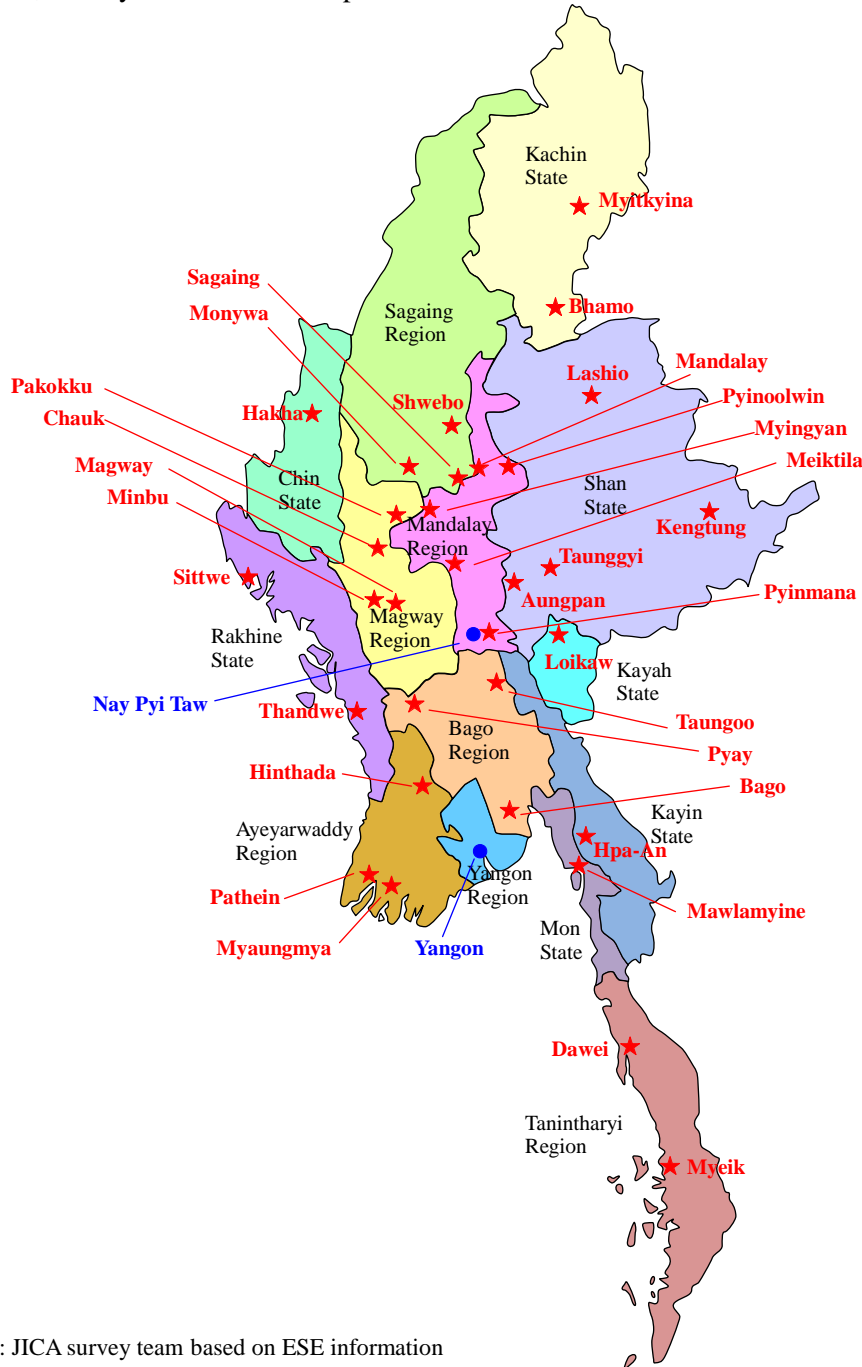 Kachin
State
Myitkyina
Sagaing
Monywa
Bhamo
Sagaing
Region
Mandalay
Pakokku
Lashio
Pyinoolwin
Chauk
Hakha
Shwebo
Myingyan
Magway
Meiktila
Minbu
Chin
State
Shan
State
Kengtung
Mandalay
Region
Taunggyi
Sittwe
Aungpan
Pyinmana
Magway
Region
Rakhine
State
Loikaw
Kayah
State
Nay Pyi Taw
Thandwe
Taungoo
Bago
Region
Pyay
Hinthada
Bago
Kayin
State
Ayeyarwaddy
Region
Hpa-An
Yangon
Region
Pathein
Mawlamyine
Mon
State
Myaungmya
Yangon
Dawei
Tanintharyi
Region
Myeik
: JICA survey team based on ESE information